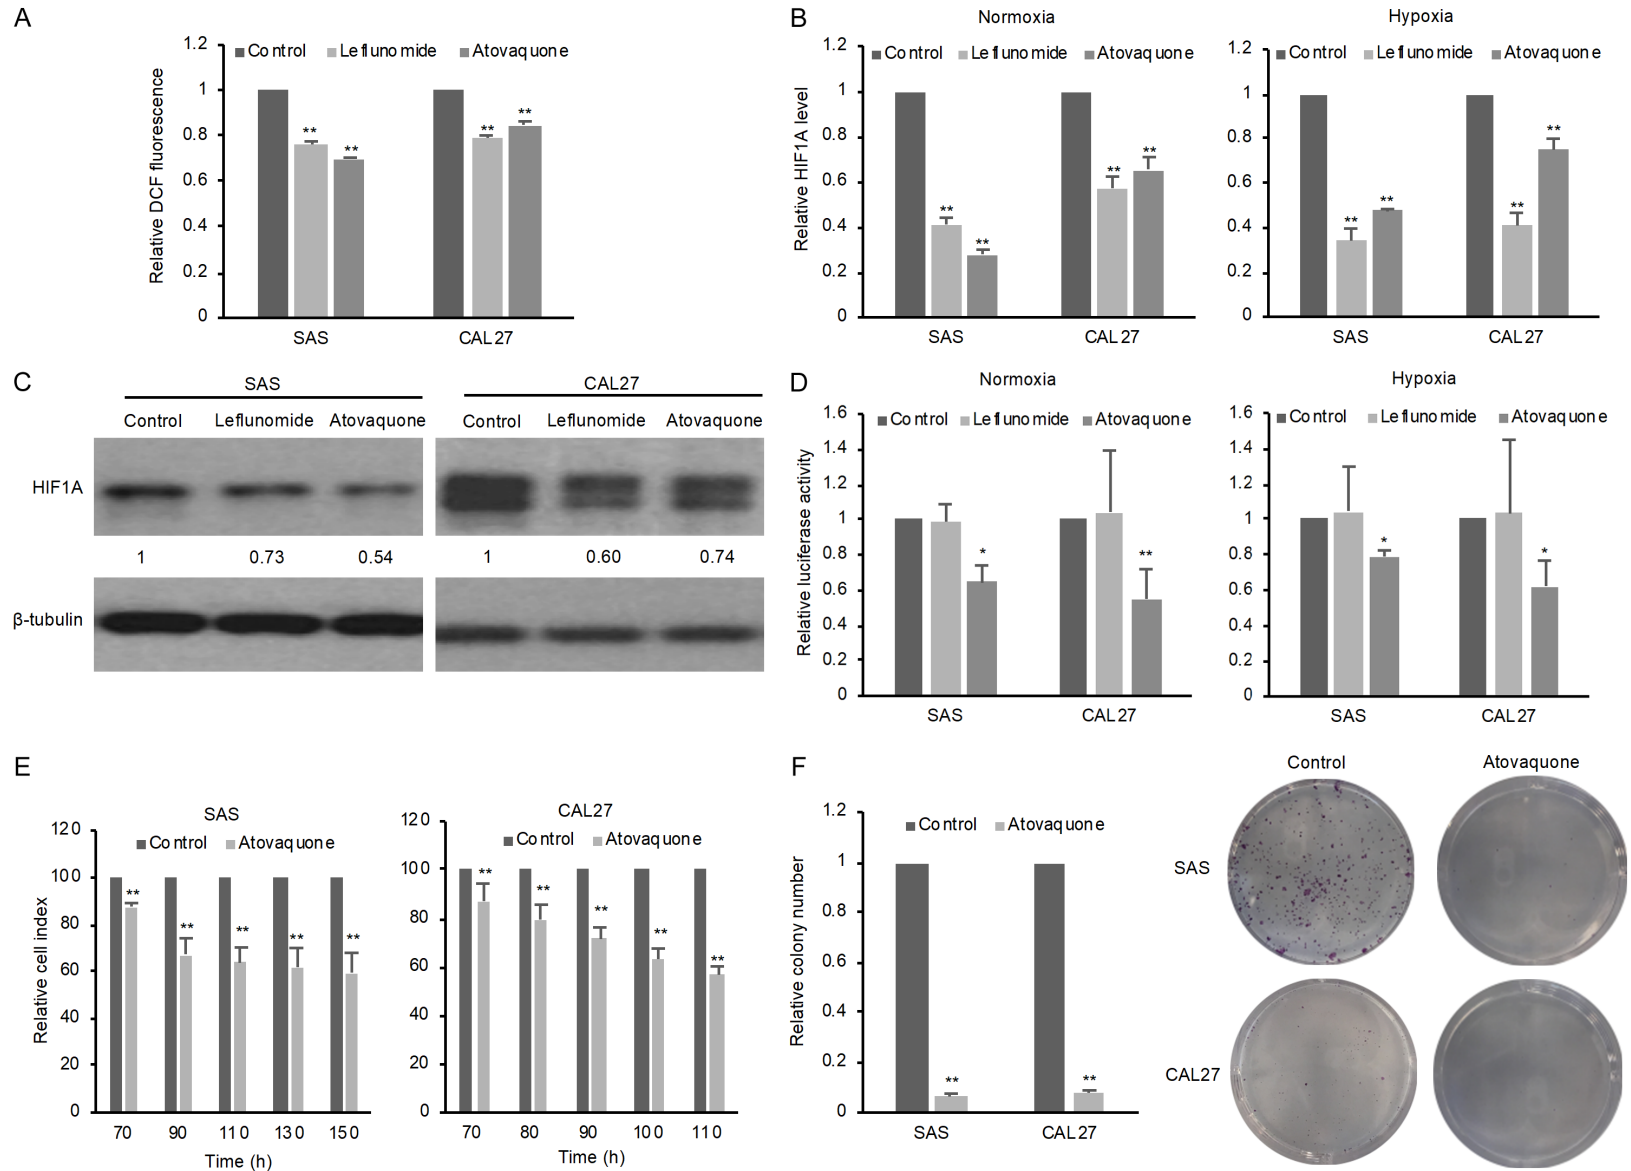 A
Relative DCF fluorescence
1.2
1
0.8
0.6
0.4
0.2
0
Control Leflunomide Atovaquone
** ** ** **
SAS CAL27
B
Normoxia
Relative HIF1A level
1.2
1
0.8
0.6
0.4
0.2
0
Control Leflunomide Atovaquone
** ** ** **
SAS CAL27
Hypoxia
1.2
1
0.8
0.6
0.4
0.2
0
Control Leflunomide Atovaquone
** ** ** **
SAS CAL27
C
SAS CAL27
Control Leflunomide Atovaquone Control Leflunomide Atovaquone
HIF1A
1 0.73 0.54 1 0.60 0.74
β-tubulin
D
Normoxia
Relative luciferase activity
1.6
1.4
1.2
1
0.8
0.6
0.4
0.2
0
Control Leflunomide Atovaquone
* **
SAS CAL27
Hypoxia
1.6
1.4
1.2
1
0.8
0.6
0.4
0.2
0
Control Leflunomide Atovaquone
* *
SAS CAL27
E
SAS
Relative cell index
120
100
80
60
40
20
0
Control Atovaquone
** ** ** ** **
70 90 110 130 150
Time (h)
CAL27
120
100
80
60
40
20
0
Control Atovaquone
** ** ** ** **
70 80 90 100 110
Time (h)
F
Relative colony number
1.2
1
0.8
0.6
0.4
0.2
0
Control Atovaquone
** **
SAS CAL27
Control Atovaquone
SAS
CAL27